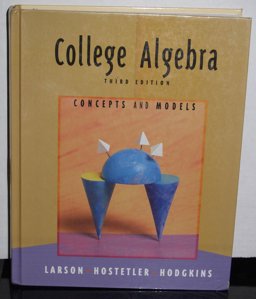 College Algebra
THIRD EDITION
CONCEPTS AND MODELS
LARSON HOSTETLER HODGKINS